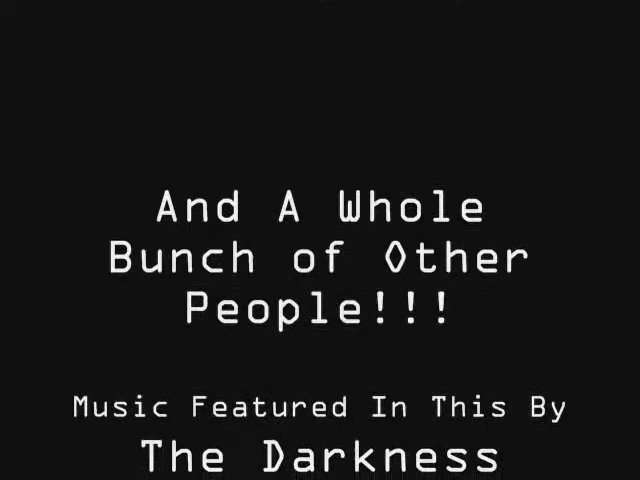 And A Whole
Bunch of Other
People!!!
Music Featured In This By
The Darkness